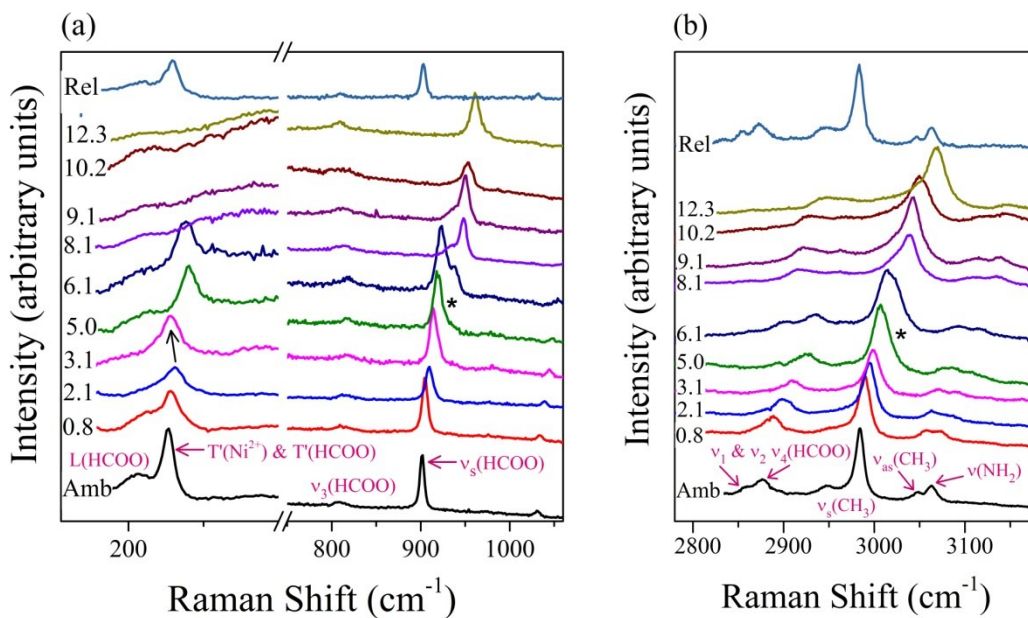 (a)
Intensity (arbitrary units)
Rel
12.3
10.2
9.1
8.1
6.1
5.0
*
3.1
2.1
0.8
L(HCOO)
T'(Ni²⁺) & T'(HCOO)
ν₃(HCOO)
νₛ(HCOO)
Amb
200
800
900
1000
Raman Shift (cm⁻¹)
(b)
Intensity (arbitrary units)
Rel
12.3
10.2
9.1
8.1
6.1
*
5.0
3.1
2.1
0.8
ν₁ & ν₂ ν₄(HCOO)
νₐₛ(CH₃)
ν(NH₂)
Amb
νₛ(CH₃)
2800
2900
3000
3100
Raman Shift (cm⁻¹)